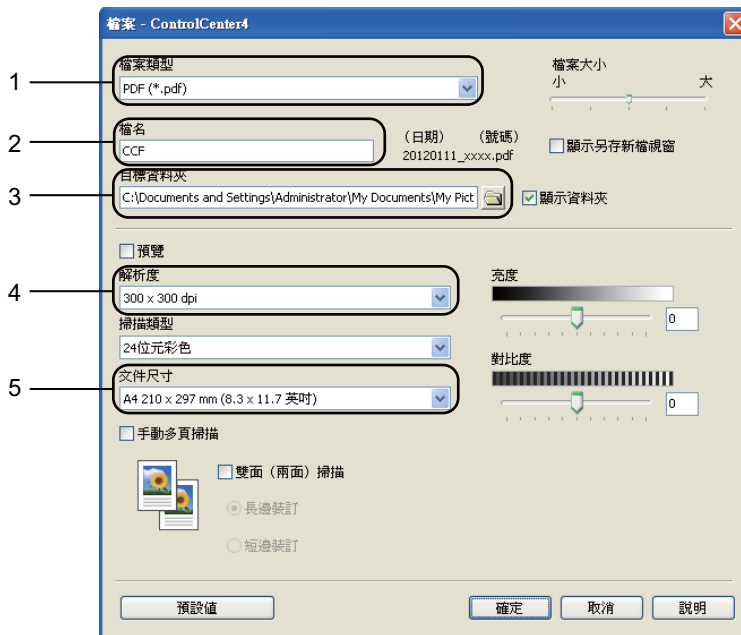 檔案 - ControlCenter4
1
檔案類型
PDF (*.pdf)
檔案大小
小 大
2
檔名
CCF
(日期) (號碼)
20120111_xxxx.pdf
顯示另存新檔視窗
3
目標資料夾
C:\Documents and Settings\Administrator\My Documents\My Pict
顯示資料夾
預覽
4
解析度
300 x 300 dpi
亮度
0
掃描類型
24位元彩色
對比度
0
5
文件尺寸
A4 210 x 297 mm (8.3 x 11.7 英吋)
手動多頁掃描
雙面（兩面）掃描
長邊裝訂
短邊裝訂
預設值 確定 取消 說明